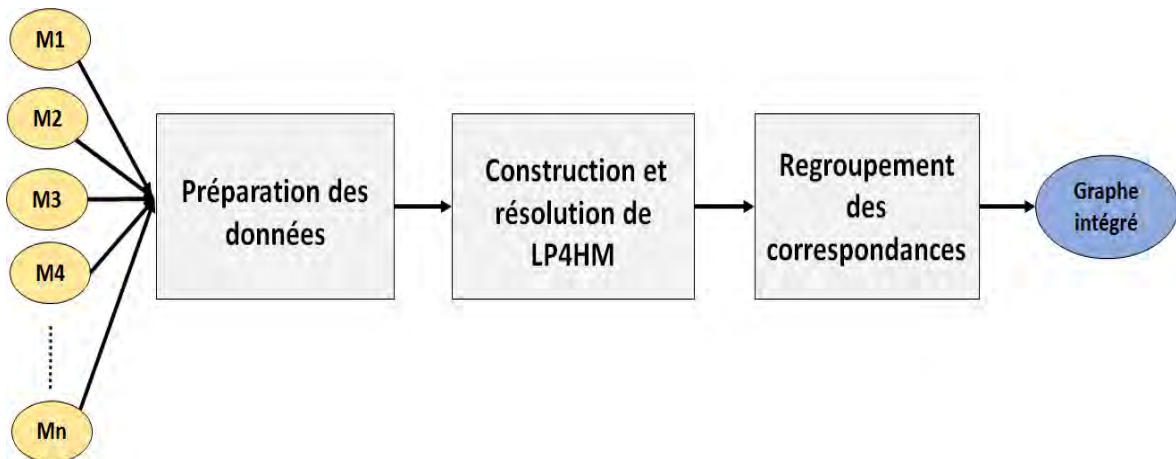 M1
M2
M3
M4
Mn
Préparation des
données
Construction et
résolution de
LP4HM
Regroupement
des
correspondances
Graphe
intégré